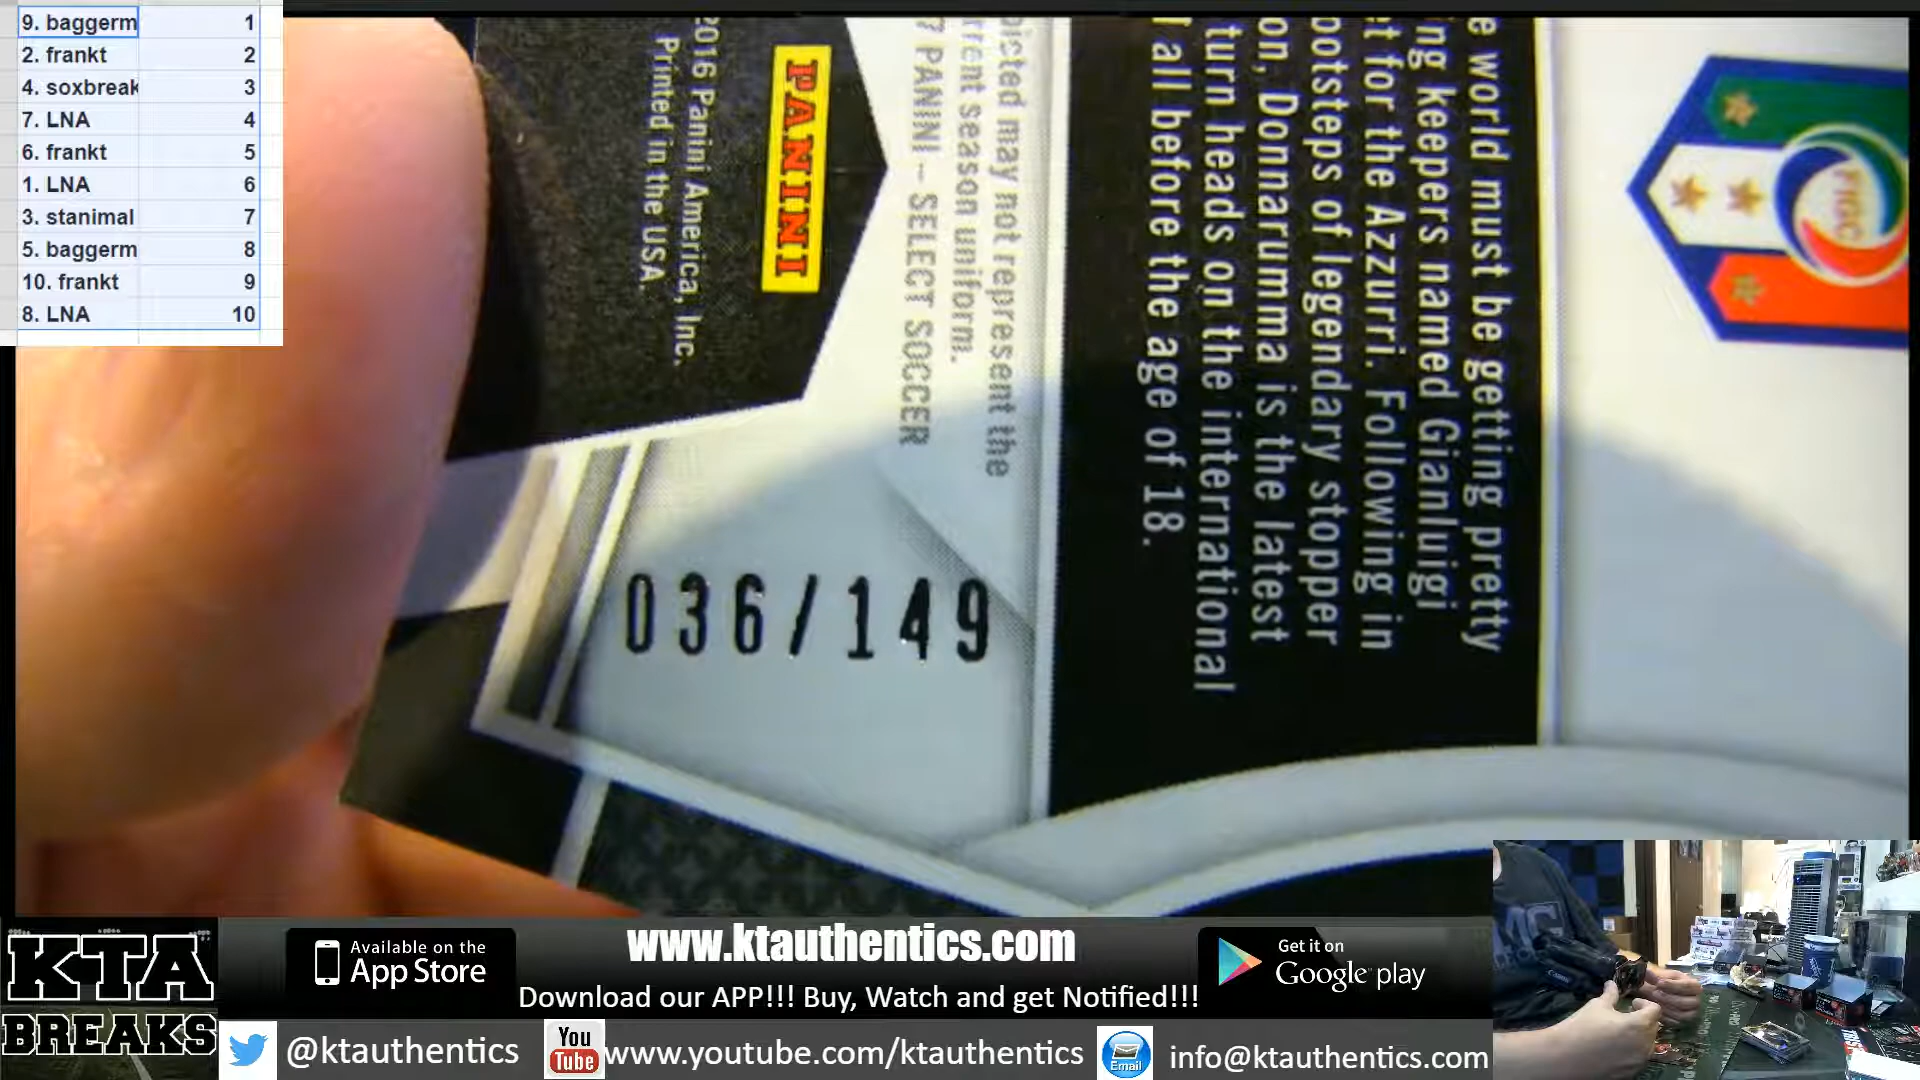 9. baggerm 1
2. frankt 2
4. soxbreak 3
7. LNA 4
6. frankt 5
1. LNA 6
3. stanimal 7
5. baggerm 8
10. frankt 9
8. LNA 10
e world must be getting pretty
ng keepers named Gianluigi
t for the Azzurri. Following in
ootsteps of legendary stopper
on, Donnarumma is the latest
turn heads on the international
all before the age of 18.
may not represent the
rent season uniform.
PANINI – SELECT SOCCER
PANINI
2016 Panini America, Inc.
Printed in the USA.
036/149
FIGC
KTA
BREAKS
Available on the
App Store
www.ktauthentics.com
Download our APP!!! Buy, Watch and get Notified!!!
Get it on
Google play
@ktauthentics
You
Tube
www.youtube.com/ktauthentics
Email
info@ktauthentics.com